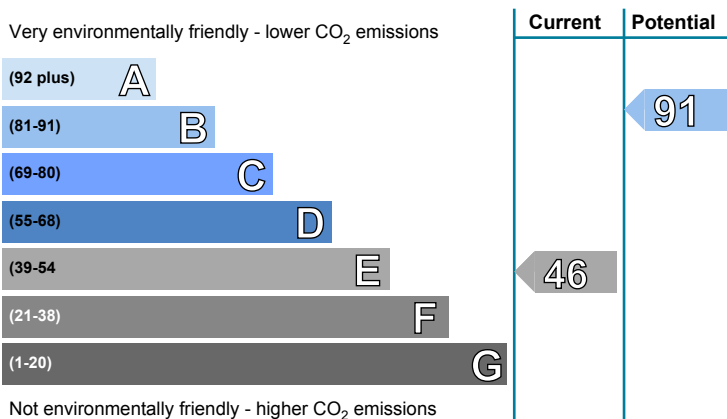 Current Potential
Very environmentally friendly - lower CO2 emissions
(92 plus) A
(81-91) B 91
(69-80) C
(55-68) D
(39-54 E 46
(21-38) F
(1-20) G
Not environmentally friendly - higher CO2 emissions